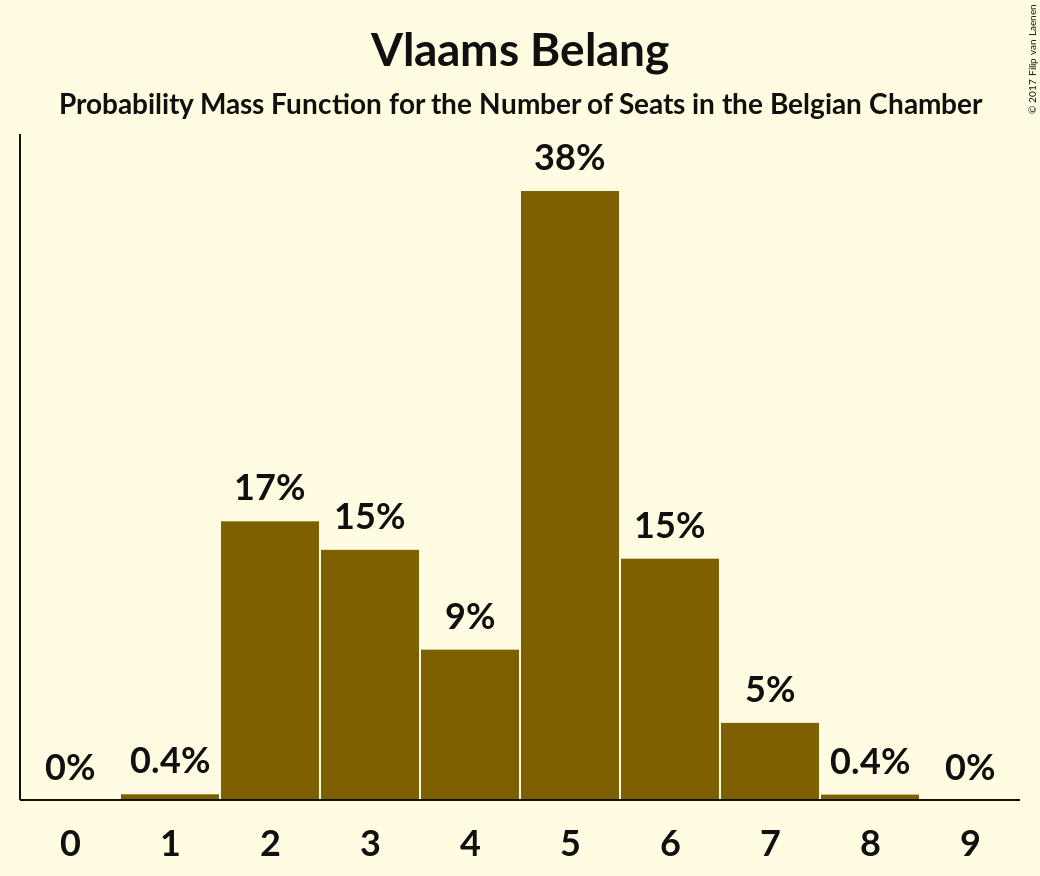 Vlaams Belang
Probability Mass Function for the Number of Seats in the Belgian Chamber
© 2017 Filip van Laenen
38%
17%
15%
15%
9%
5%
0%
0.4%
0.4%
0%
0 1 2 3 4 5 6 7 8 9